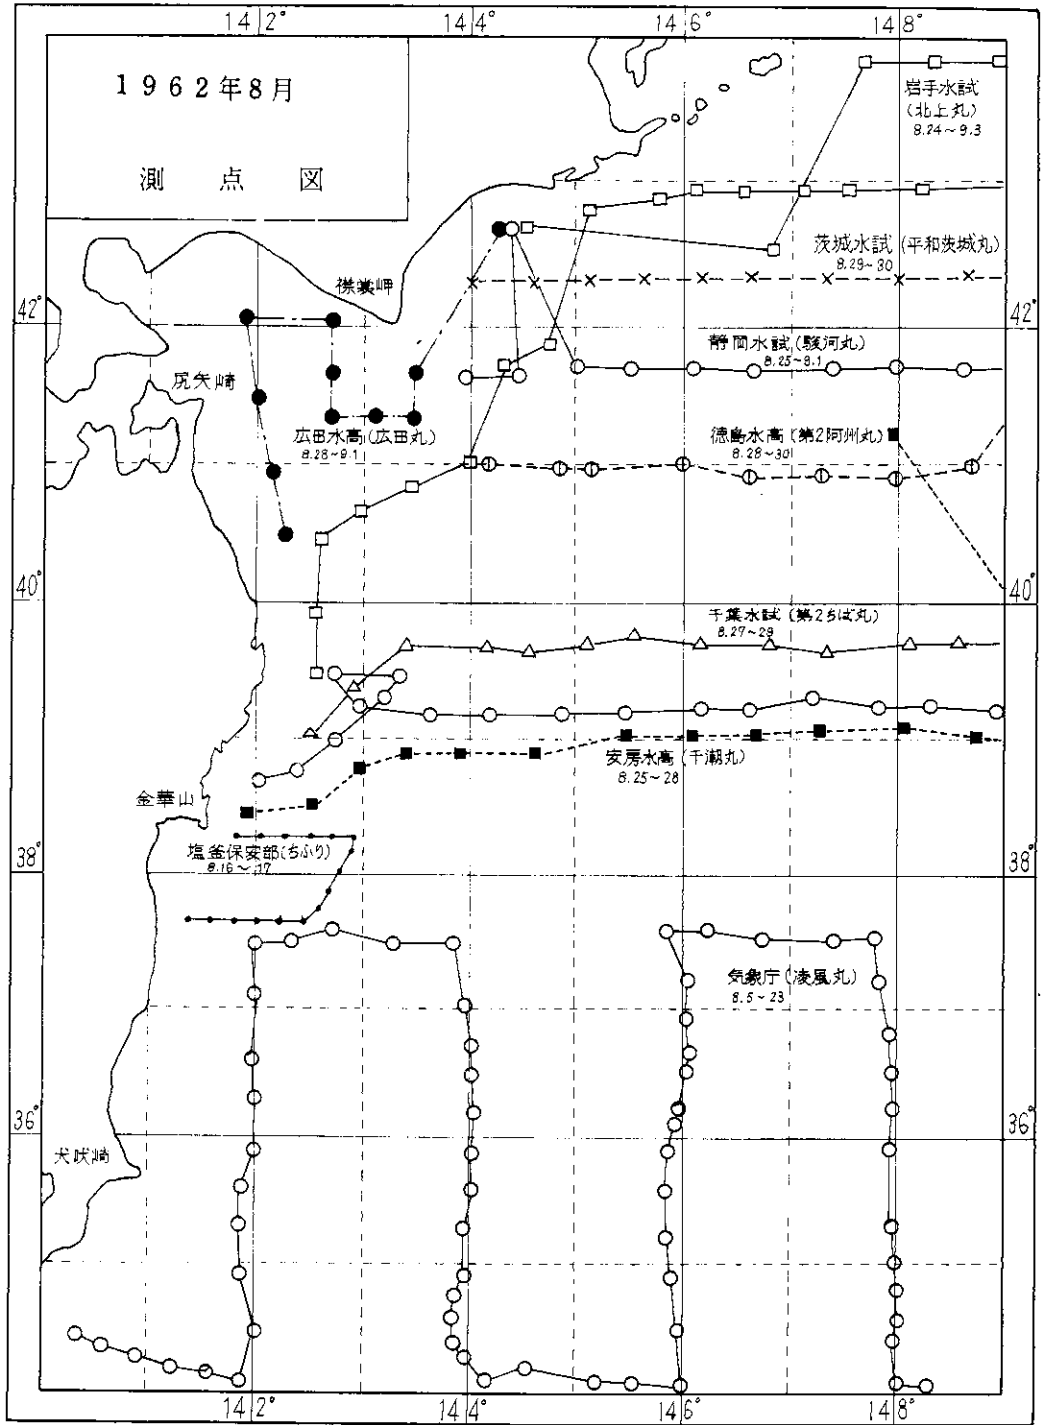 142° 144° 146° 148°
1962年8月
測点図
岩手水試
(北上丸)
8.24~9.3
茨城水試(平和茨城丸)
8.29~30
襟裳岬
42° 42°
静岡水試(駿河丸)
8.25~9.1
尻矢崎
広田水高(広田丸)
8.28~9.1
徳島水高(第2阿州丸)
8.28~30
40° 40°
千葉水試(第2ちば丸)
8.27~29
安房水高(千潮丸)
8.25~28
金華山
塩釜保安部(ちふり)
8.16~17
38° 38°
気象庁(凌風丸)
8.5~23
36° 36°
犬吠崎
142° 144° 146° 148°